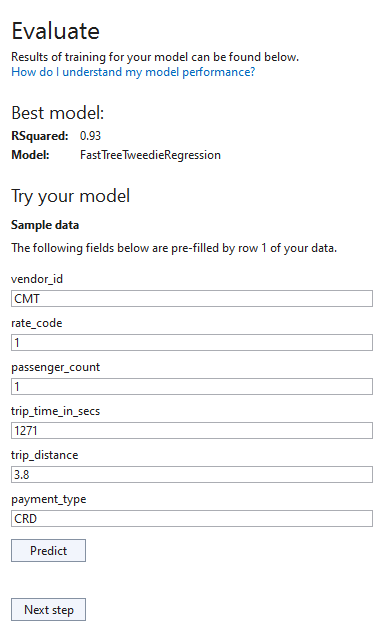 Evaluate
Results of training for your model can be found below.
How do I understand my model performance?
Best model:
RSquared: 0.93
Model: FastTreeTweedieRegression
Try your model
Sample data
The following fields below are pre-filled by row 1 of your data.
vendor_id
CMT
rate_code
1
passenger_count
1
trip_time_in_secs
1271
trip_distance
3.8
payment_type
CRD
Predict
Next step